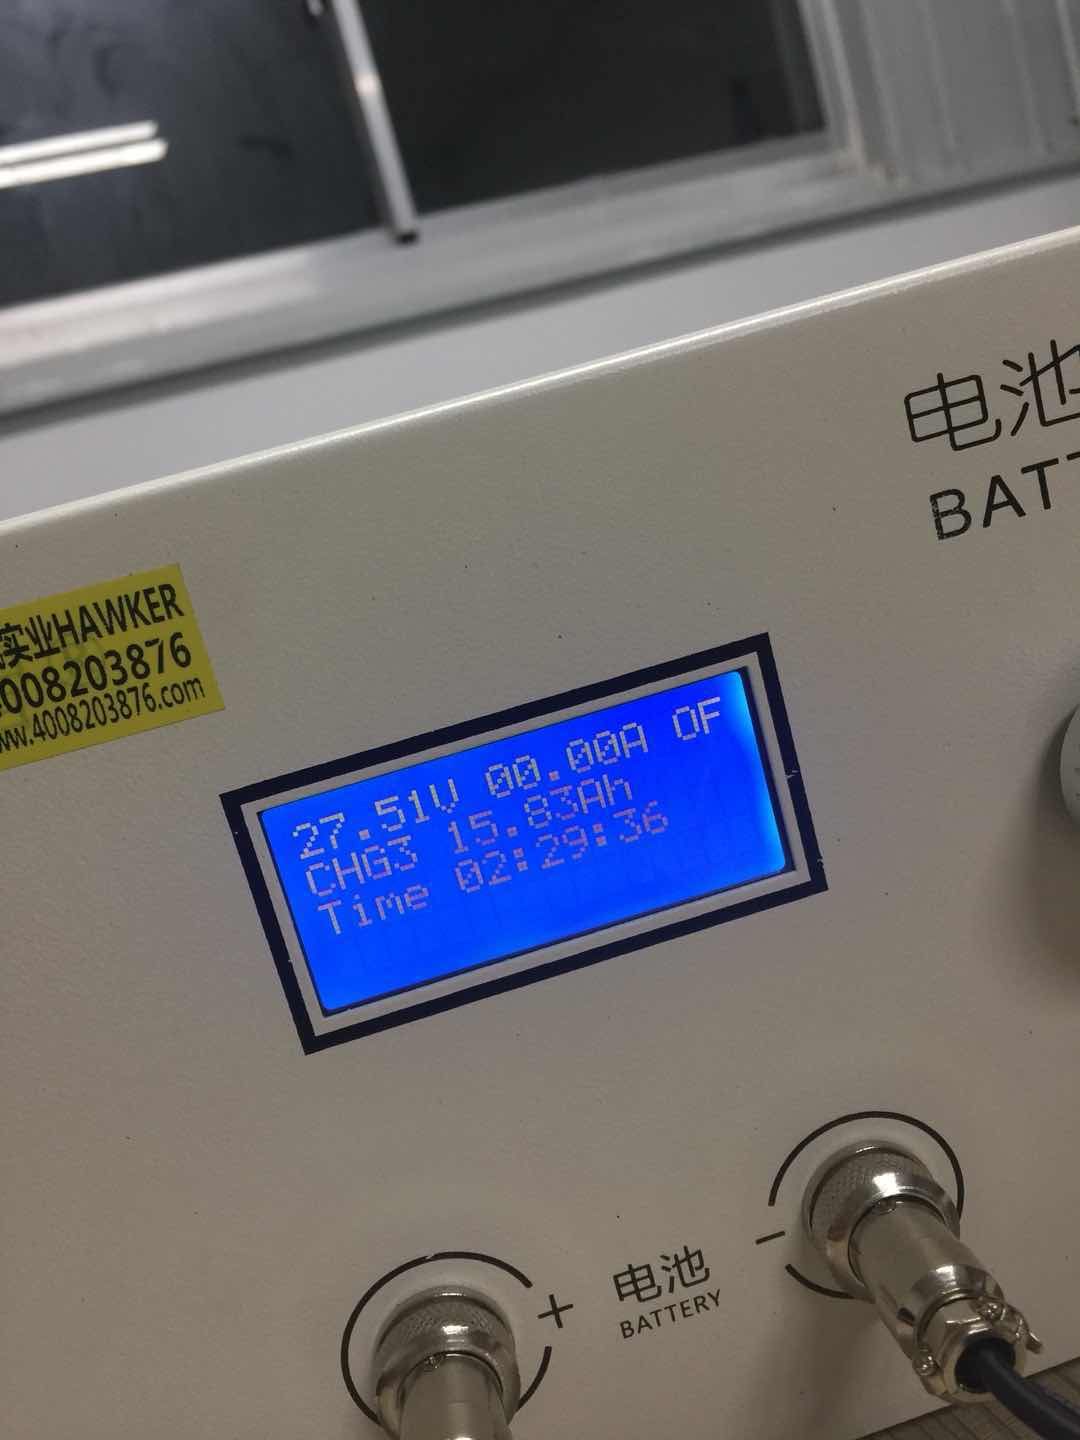 电池
BATT
实业HAWKER
4008203876
www.4008203876.com
27.51V 00.00A OF
CHG3 15.83Ah
Time 02:29:36
+ 电池 -
BATTERY